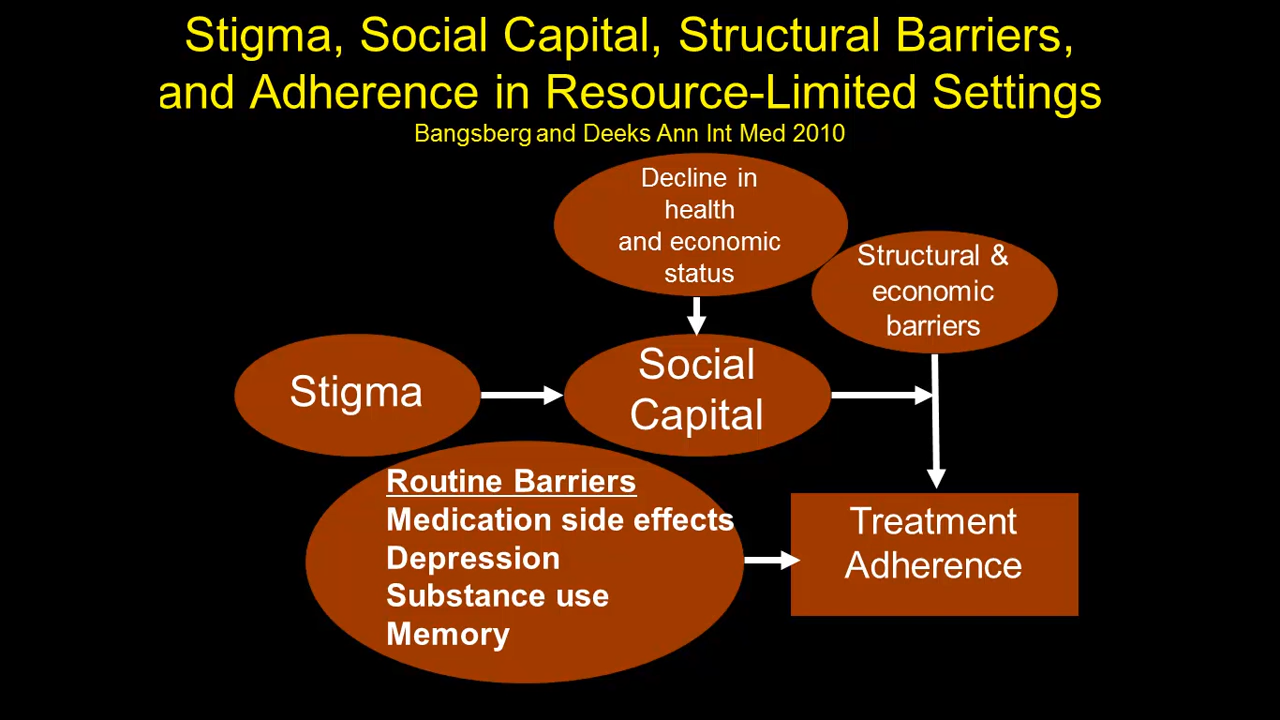 Stigma, Social Capital, Structural Barriers,
and Adherence in Resource-Limited Settings
Bangsberg and Deeks Ann Int Med 2010
Decline in
health
and economic
status
Structural &
economic
barriers
Stigma
Social
Capital
Routine Barriers
Medication side effects
Depression
Substance use
Memory
Treatment
Adherence